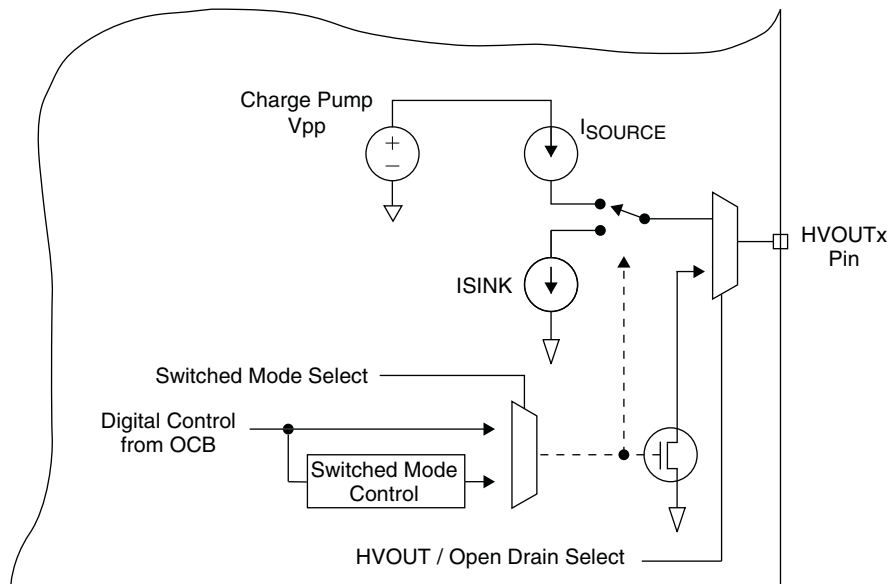 Charge Pump
Vpp
+
–
ISOURCE
HVOUTx
Pin
ISINK
Switched Mode Select
Digital Control
from OCB
Switched Mode
Control
HVOUT / Open Drain Select